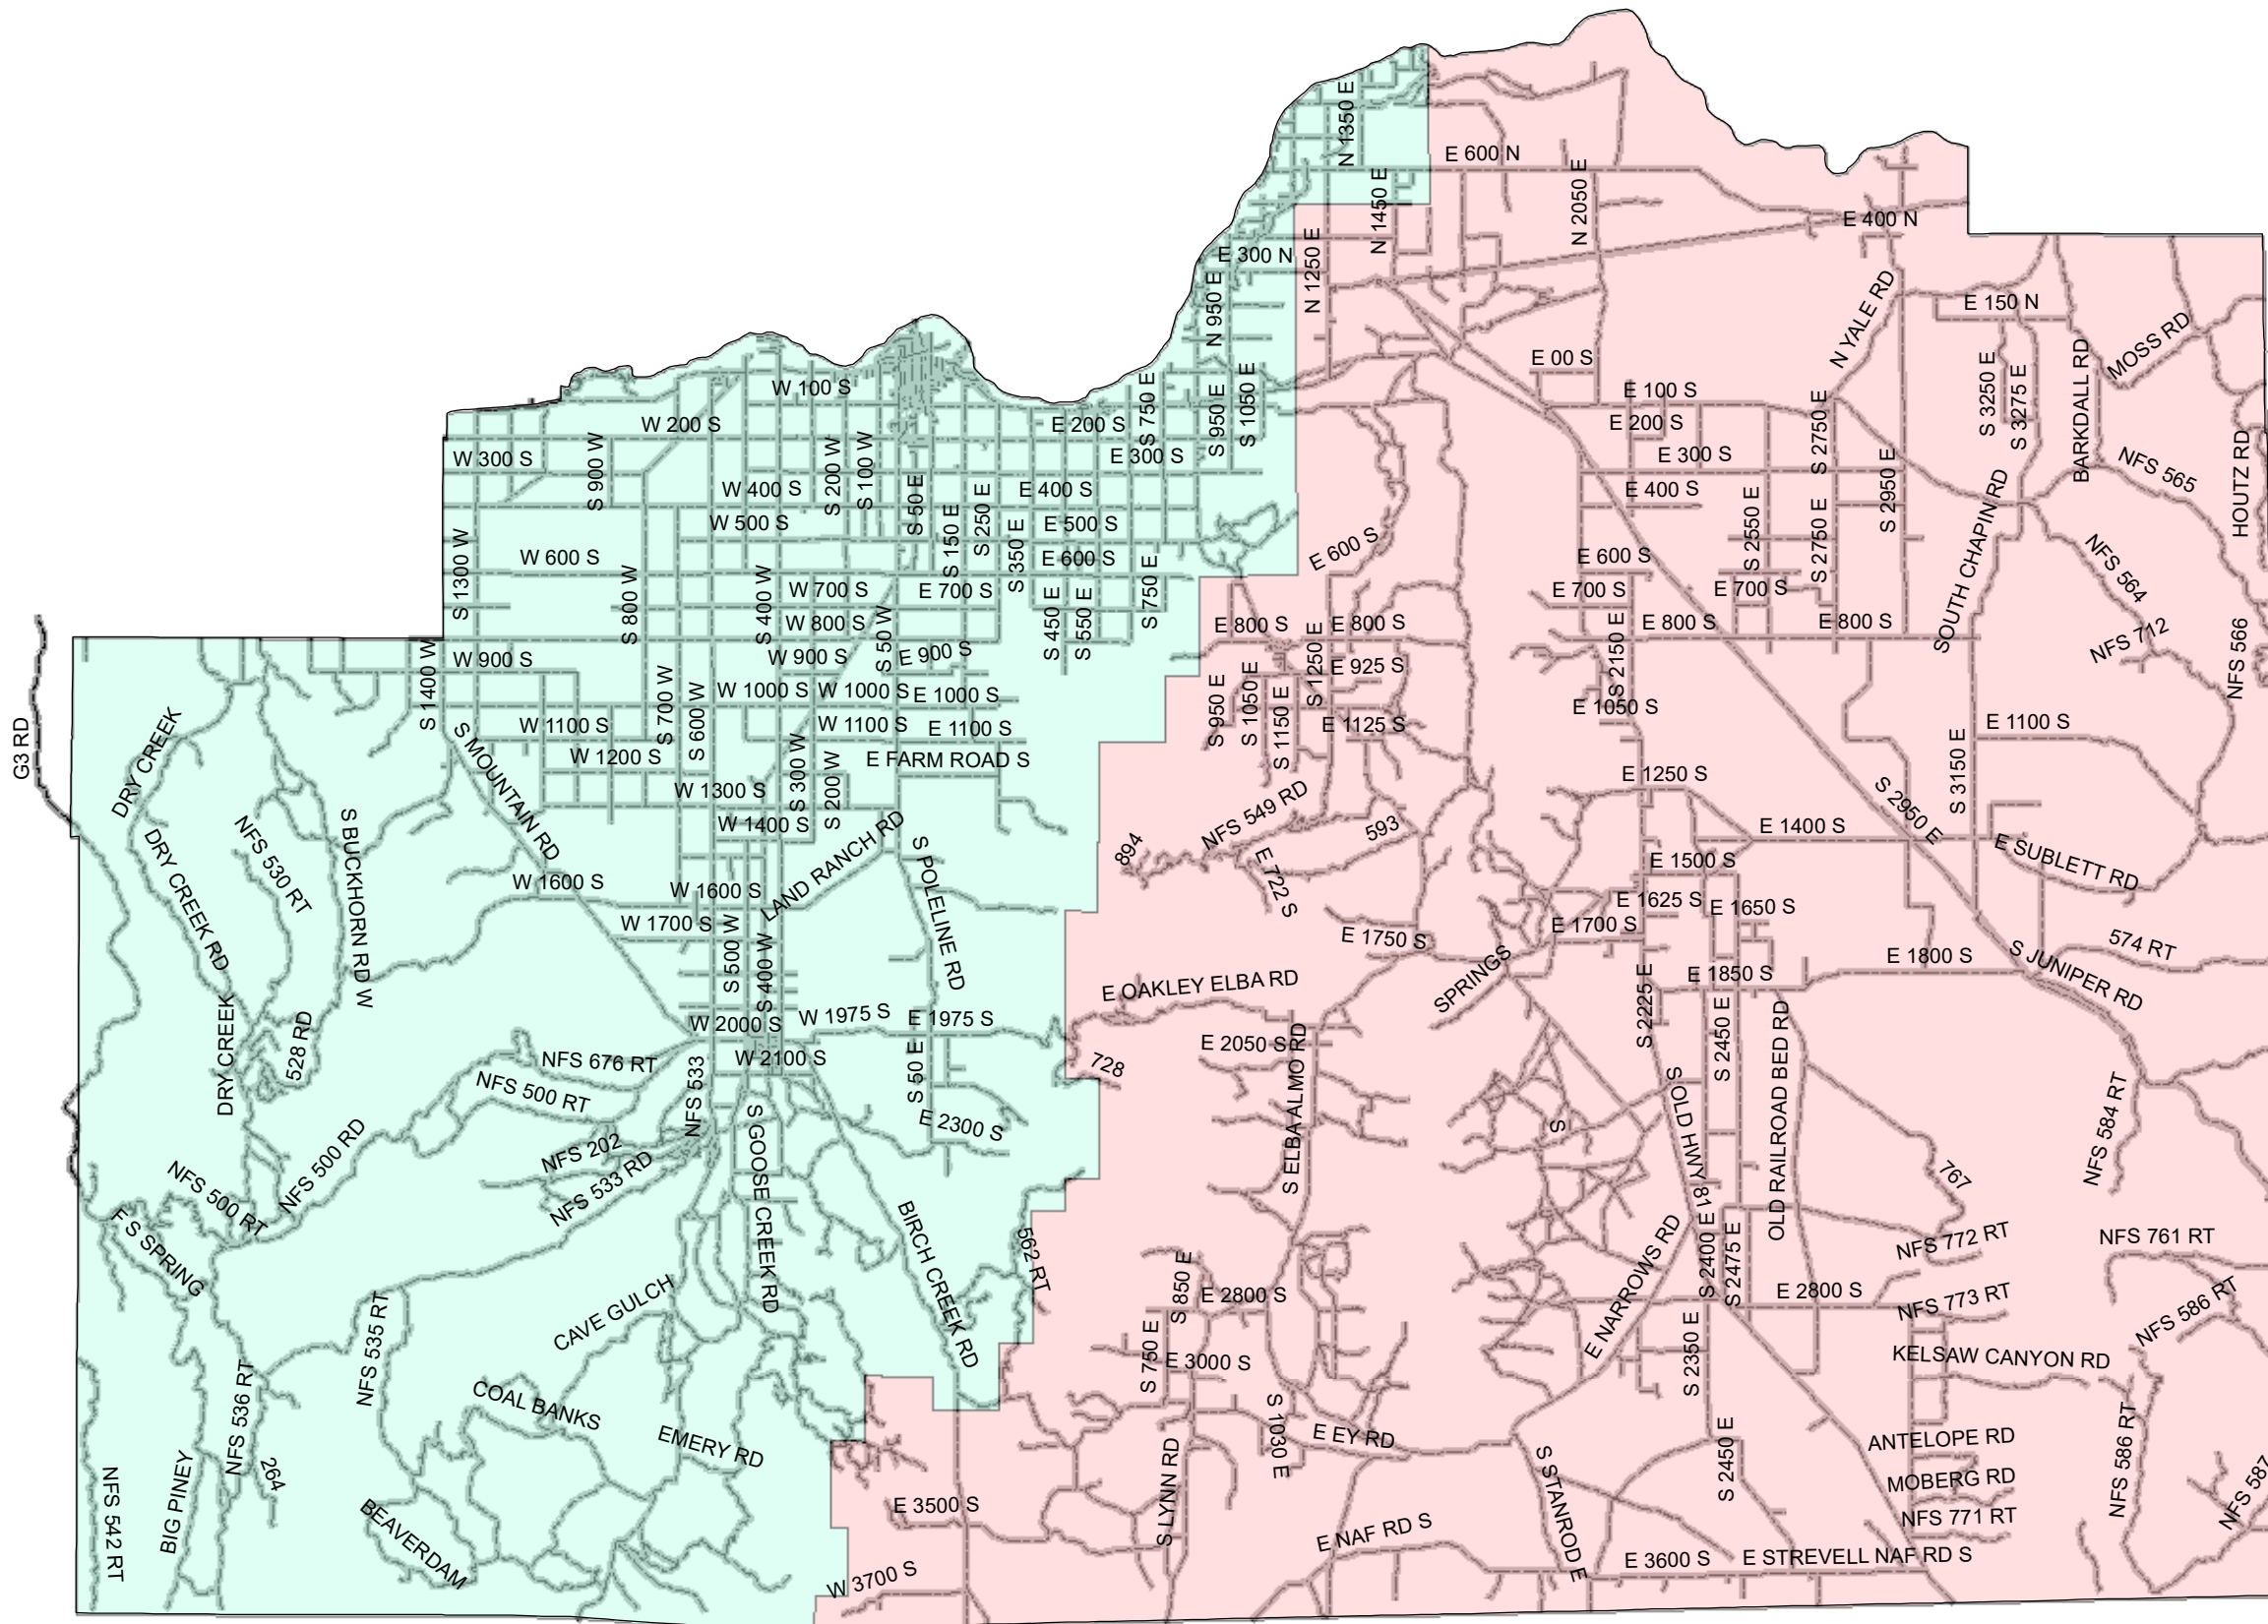 N 1350 E
E 600 N
N 1450 E
N 2050 E
E 400 N
E 300 N
N 1250 E
N 950 E
N YALE RD
E 150 N
MOSS RD
BARKDALL RD
S 3250 E
S 3275 E
E 00 S
W 100 S
E 100 S
W 200 S
E 200 S
S 750 E
S 950 E
S 1050 E
E 200 S
S 2750 E
W 300 S
S 900 W
S 200 W
S 100 W
E 300 S
E 300 S
HOUTZ RD
NFS 565
W 400 S
S 50 E
E 400 S
E 400 S
S 2950 E
SOUTH CHAPIN RD
W 500 S
S 150 E
S 250 E
E 500 S
S 2550 E
S 2750 E
S 1300 W
W 600 S
S 350 E
E 600 S
E 600 S
E 600 S
NFS 564
S 800 W
S 400 W
W 700 S
E 700 S
S 450 E
S 550 E
S 750 E
E 700 S
E 700 S
W 800 S
S 50 W
E 800 S
E 800 S
E 800 S
E 800 S
NFS 712
NFS 566
S 1400 W
W 900 S
W 900 S
E 900 S
S 1250 E
E 925 S
S 2150 E
S 700 W
S 600 W
W 1000 S
W 1000 S
E 1000 S
S 950 E
S 1050 E
S 1150 E
E 1050 S
G3 RD
DRY CREEK
S MOUNTAIN RD
W 1100 S
W 1100 S
E 1100 S
E 1125 S
E 1100 S
W 1200 S
S 300 W
S 200 W
E FARM ROAD S
S 3150 E
W 1300 S
E 1250 S
S 2950 E
NFS 549 RD
593
W 1400 S
E 1400 S
LAND RANCH RD
894
E 722 S
E 1500 S
E SUBLETT RD
DRY CREEK RD
NFS 530 RT
S BUCKHORN RD W
W 1600 S
W 1600 S
S POLELINE RD
E 1625 S
E 1650 S
W 1700 S
E 1750 S
E 1700 S
574 RT
S 500 W
S 400 W
SPRINGS
E 1800 S
S JUNIPER RD
E OAKLEY ELBA RD
E 1850 S
S 2225 E
DRY CREEK
528 RD
W 2000 S
W 1975 S
E 1975 S
S 2450 E
E 2050 S
S ELBA ALMO RD
OLD RAILROAD BED RD
NFS 676 RT
W 2100 S
728
S 50 E
NFS 500 RT
NFS 533
S OLD HWY 81
NFS 584 RT
NFS 500 RD
NFS 202
S GOOSE CREEK RD
E 2300 S
S
NFS 500 RT
NFS 533 RD
767
F S SPRING
BIRCH CREEK RD
562 RT
E NARROWS RD
S 2400 E
S 2475 E
NFS 772 RT
NFS 761 RT
S 850 E
E 2800 S
E 2800 S
NFS 773 RT
NFS 586 RT
NFS 535 RT
CAVE GULCH
S 750 E
E 3000 S
S 2350 E
KELSAW CANYON RD
NFS 536 RT
COAL BANKS
EMERY RD
S 1030 E
E EY RD
ANTELOPE RD
264
S LYNN RD
S STANROD E
S 2450 E
MOBERG RD
NFS 586 RT
NFS 587
NFS 542 RT
BIG PINEY
BEAVERDAM
E 3500 S
E NAF RD S
NFS 771 RT
E 3600 S
E STREVELL NAF RD S
W 3700 S